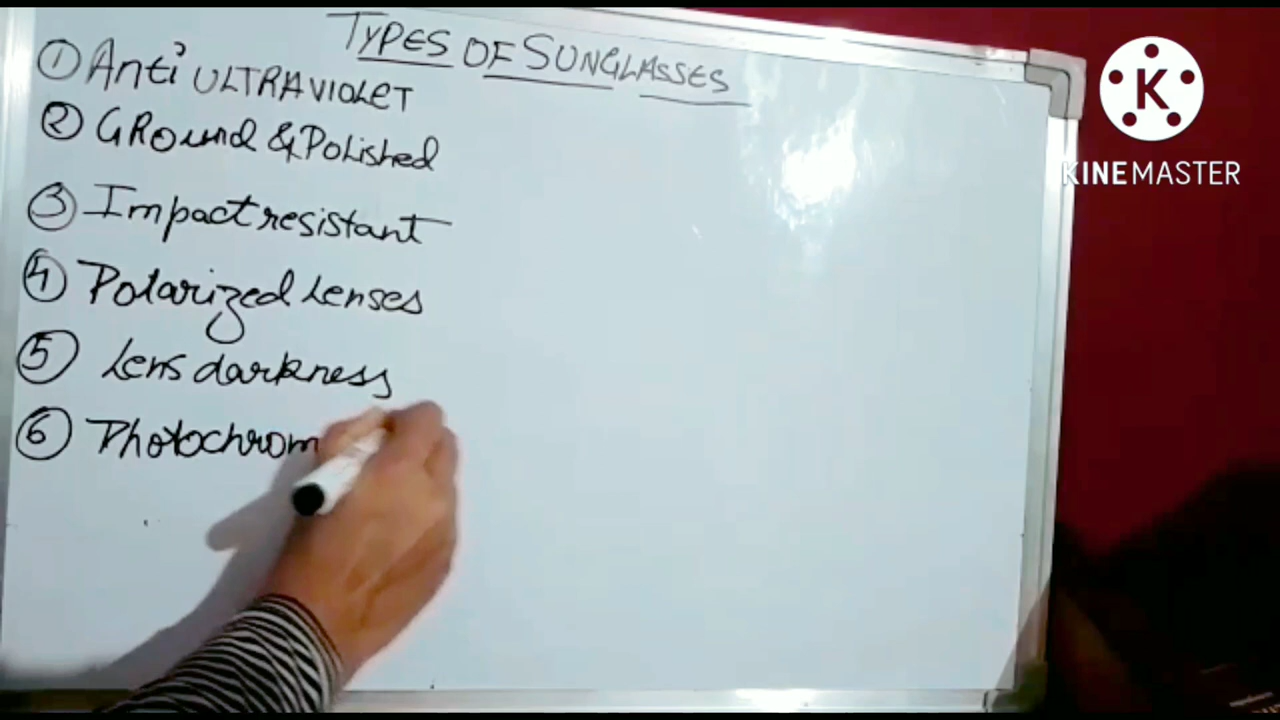 TYPES OF SUNGLASSES
① Anti ULTRAVIOLET
② GROund & Polished
③ Impact resistant
④ Polarized Lenses
⑤ Lens darkness
⑥ Photochrom
K
KINEMASTER